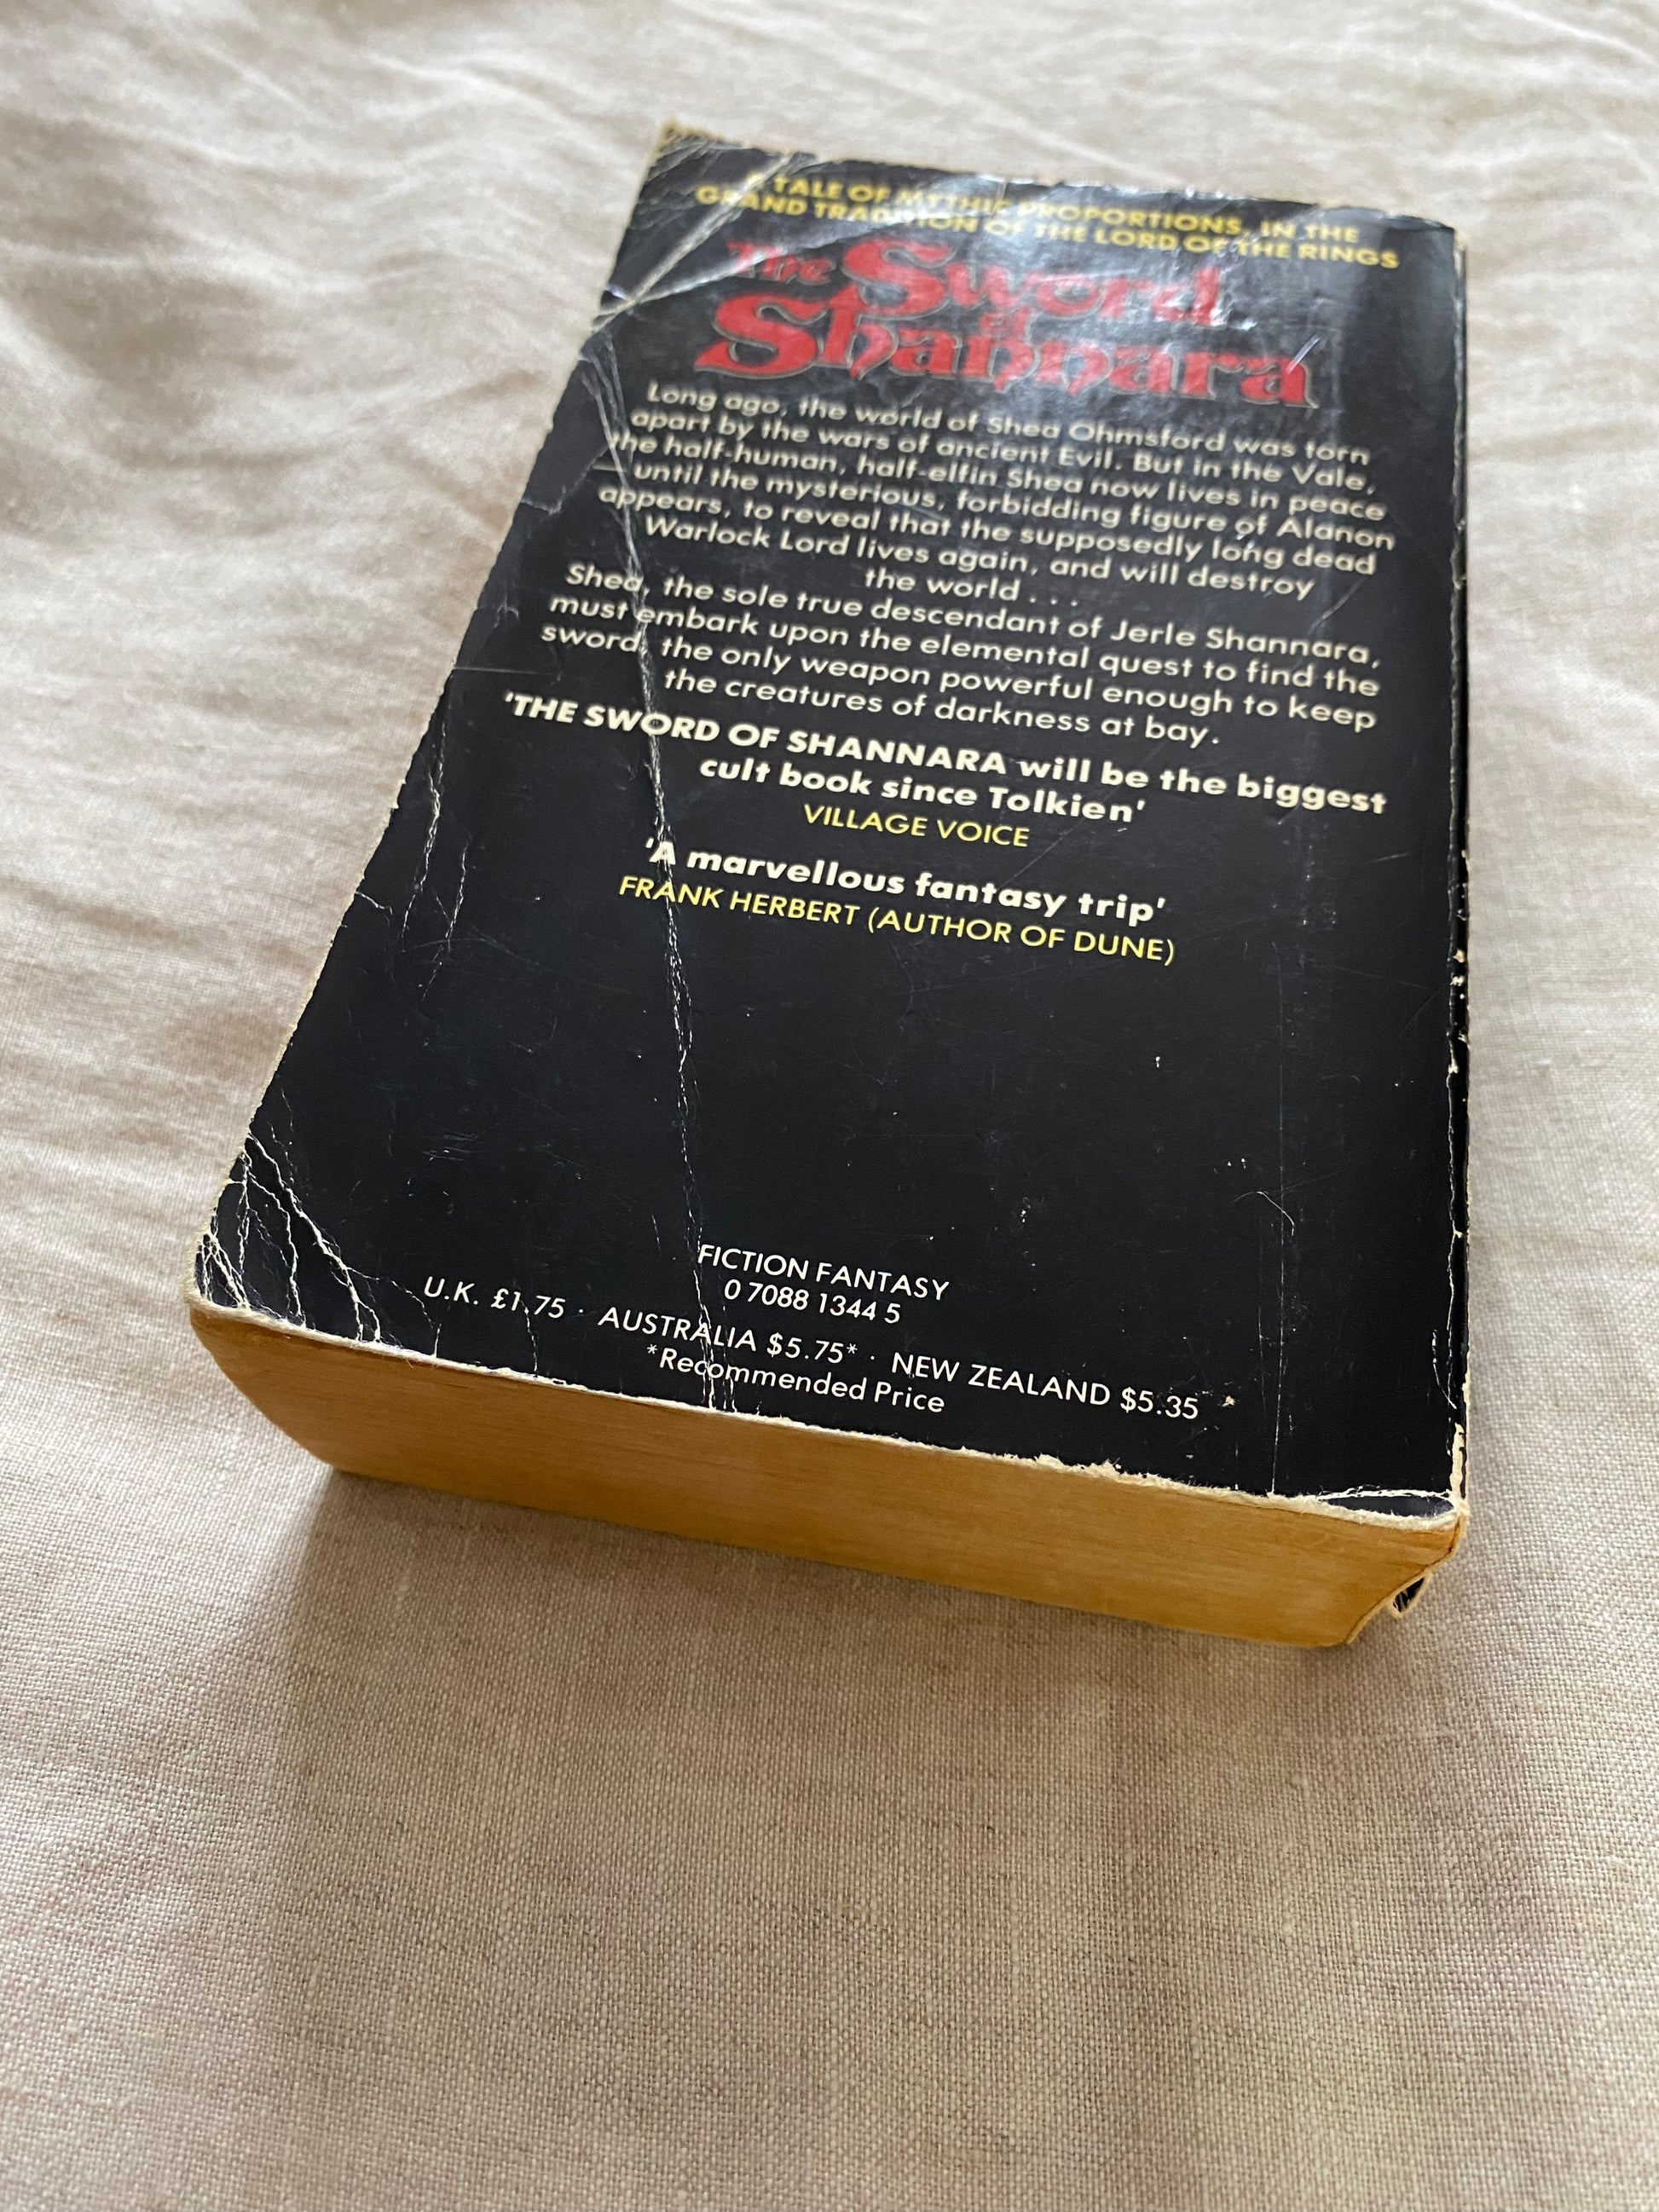 A TALE OF MYTHIC PROPORTIONS, IN THE
GRAND TRADITION OF THE LORD OF THE RINGS
The Sword
of
Shannara
Long ago, the world of Shea Ohmsford was torn
apart by the wars of ancient Evil. But in the Vale,
the half-human, half-elfin Shea now lives in peace
– until the mysterious, forbidding figure of Alanon
appears, to reveal that the supposedly long dead
Warlock Lord lives again, and will destroy
the world . . .
Shea, the sole true descendant of Jerle Shannara,
must embark upon the elemental quest to find the
sword, the only weapon powerful enough to keep
the creatures of darkness at bay.
'THE SWORD OF SHANNARA will be the biggest
cult book since Tolkien'
VILLAGE VOICE
'A marvellous fantasy trip'
FRANK HERBERT (AUTHOR OF DUNE)
FICTION FANTASY
0 7088 1344 5
U.K. £1.75 · AUSTRALIA $5.75* · NEW ZEALAND $5.35
*Recommended Price